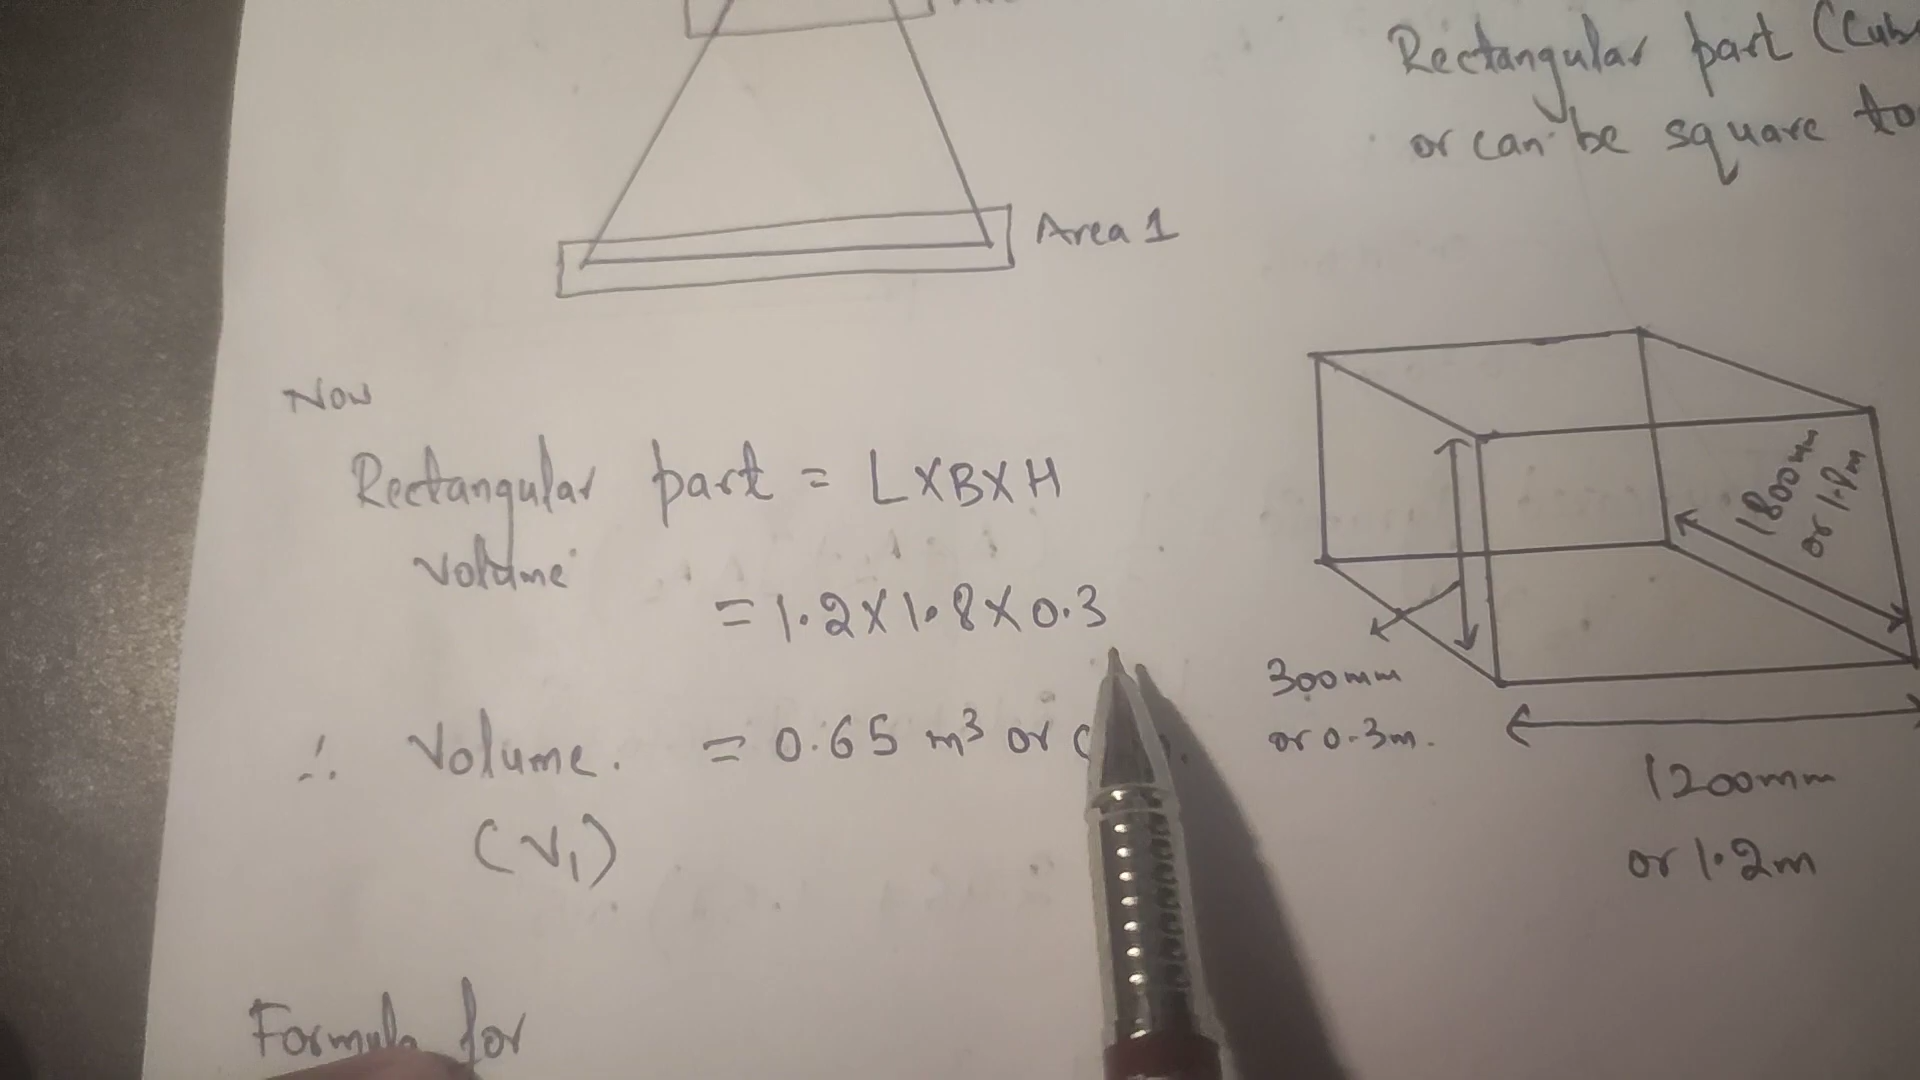 Rectangular part
or can be square
Area 1
Now
Rectangular part = L X B X H
volume
= 1.2 X 1.8 X 0.3
∴ Volume. = 0.65 m³ or
(V₁)
1800mm
or 1.8m
300mm
or 0.3m.
1200mm
or 1.2m
Formula for